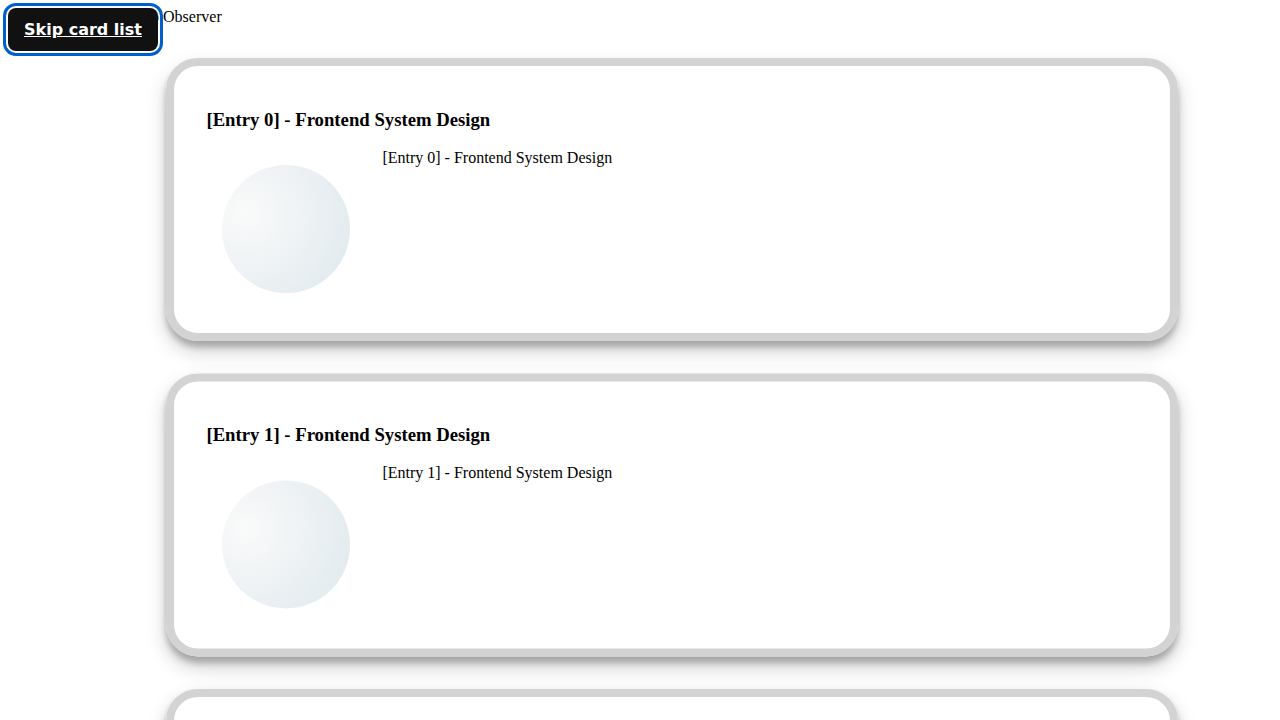 Skip card list
Observer
[Entry 0] - Frontend System Design
[Entry 0] - Frontend System Design
[Entry 1] - Frontend System Design
[Entry 1] - Frontend System Design